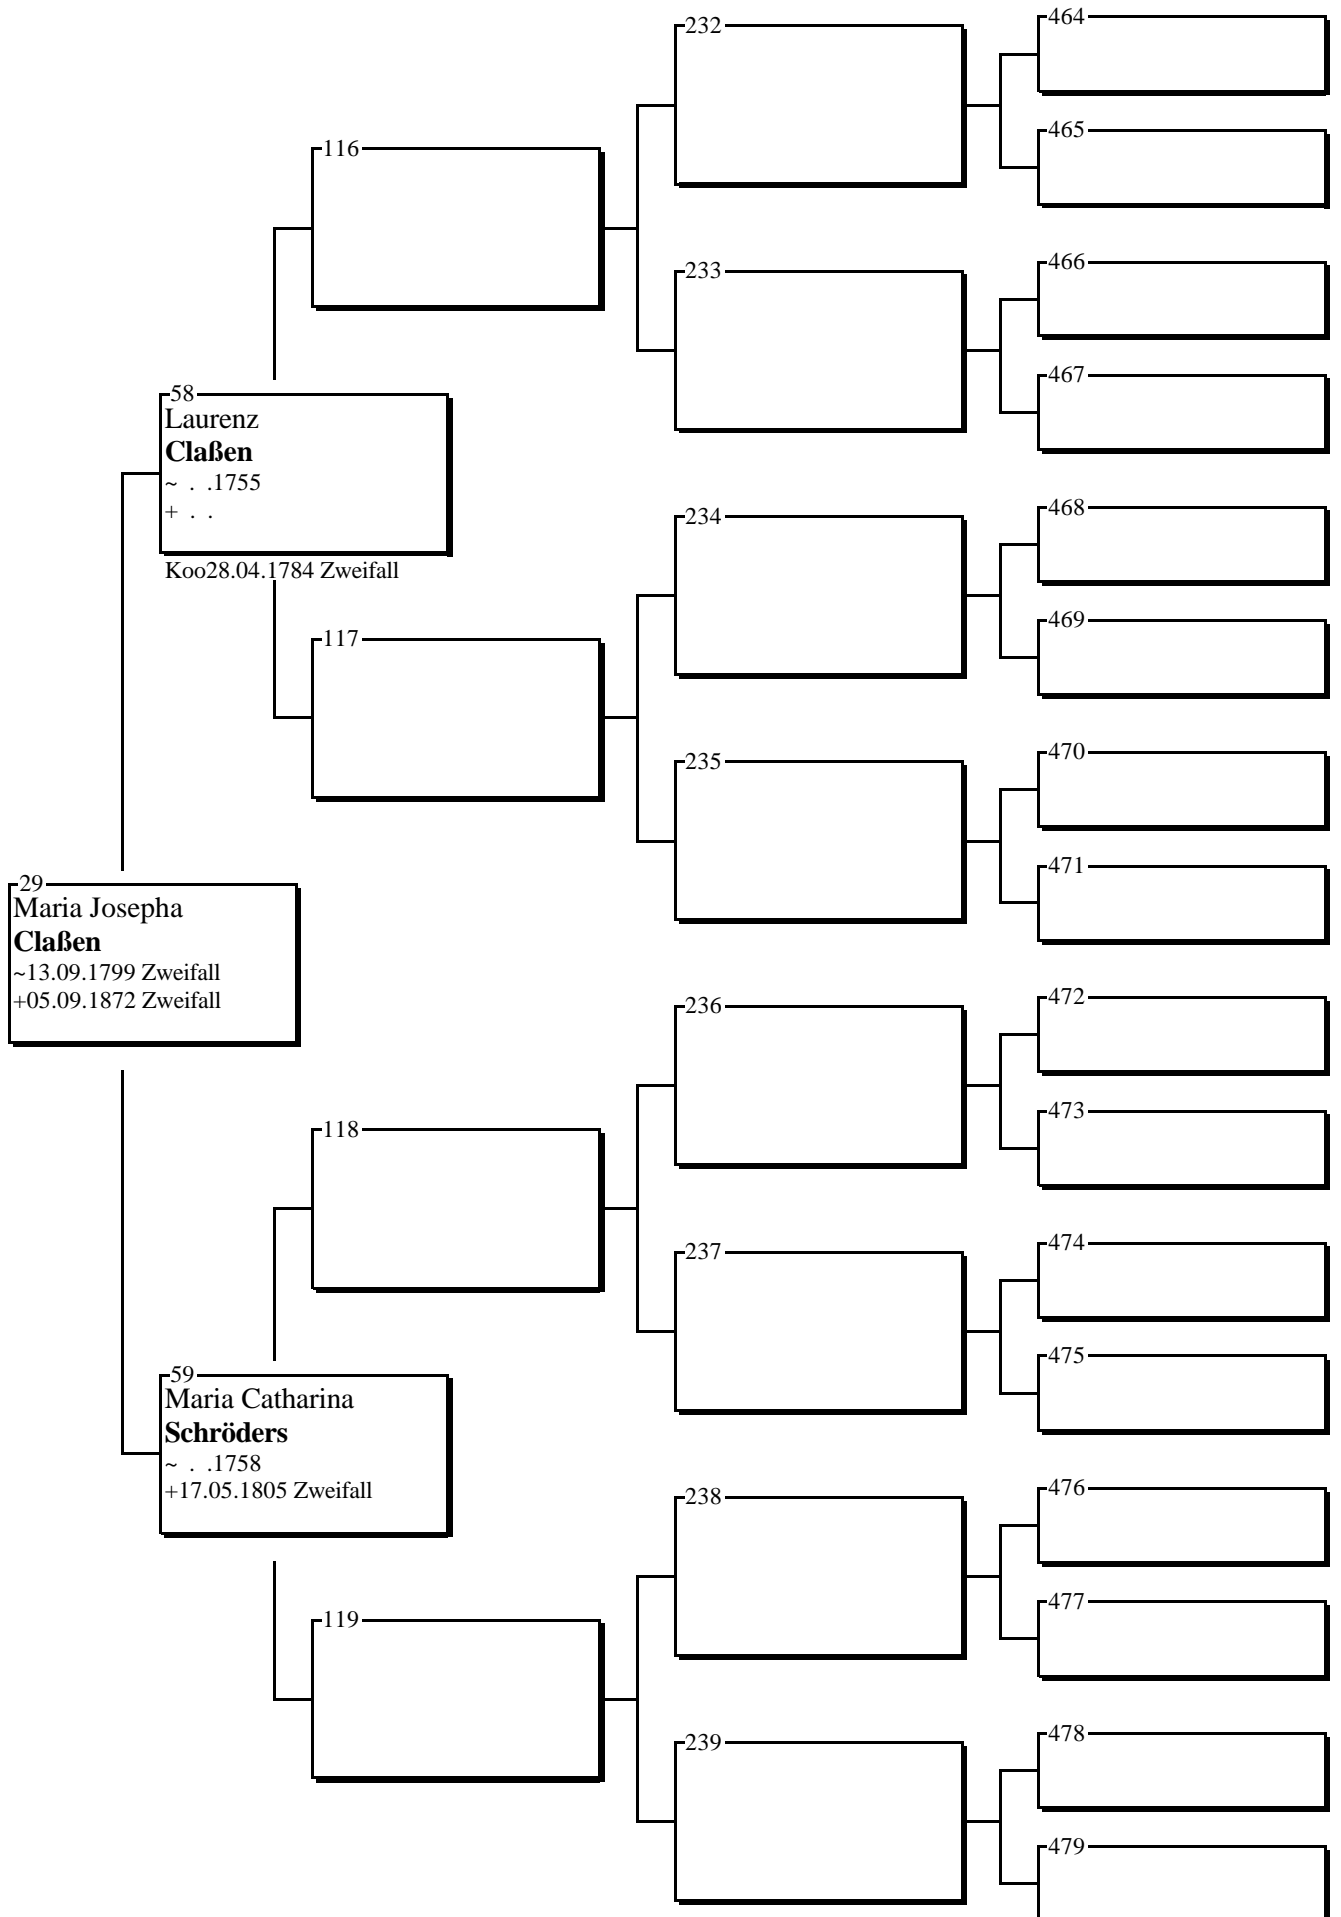 232
464
465
116
233
466
467
58
Laurenz
Claßen
~ . .1755
+ . .
Koo28.04.1784 Zweifall
234
468
469
117
235
470
471
29
Maria Josepha
Claßen
~13.09.1799 Zweifall
+05.09.1872 Zweifall
236
472
473
118
237
474
475
59
Maria Catharina
Schröders
~ . .1758
+17.05.1805 Zweifall
238
476
477
119
239
478
479